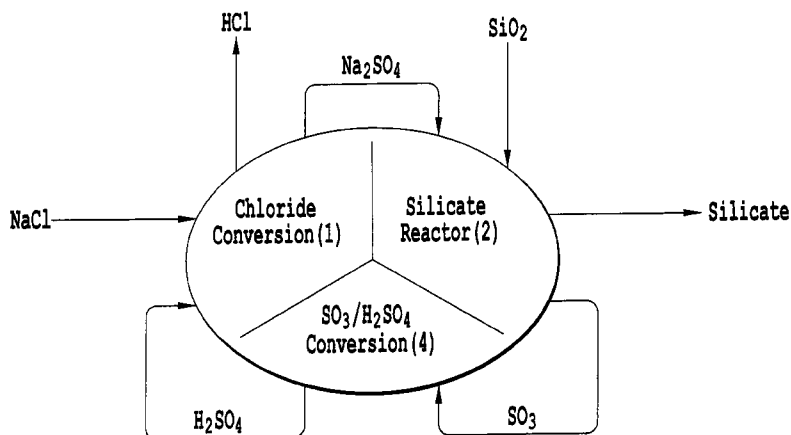 HCl
SiO₂
Na₂SO₄
NaCl
Chloride
Conversion(1)
Silicate
Reactor(2)
Silicate
SO₃/H₂SO₄
Conversion(4)
H₂SO₄
SO₃